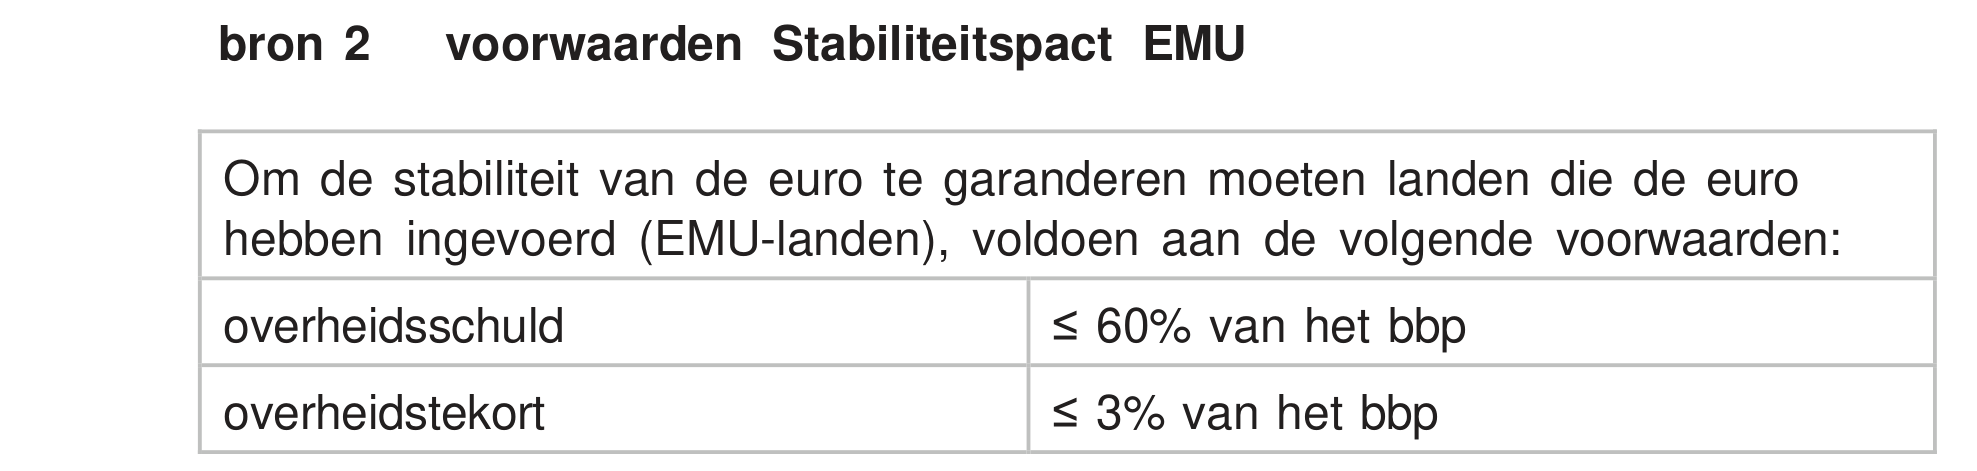 bron 2 voorwaarden Stabiliteitspact EMU
Om de stabiliteit van de euro te garanderen moeten landen die de euro
hebben ingevoerd (EMU-landen), voldoen aan de volgende voorwaarden:
overheidsschuld ≤ 60% van het bbp
overheidstekort ≤ 3% van het bbp